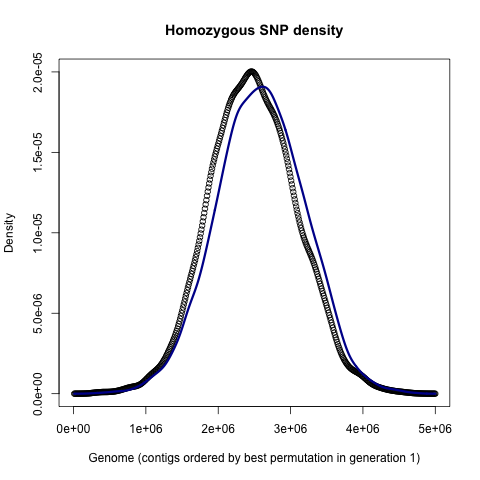 Homozygous SNP density
Density
2.0e-05
1.5e-05
1.0e-05
5.0e-06
0.0e+00
0e+00 1e+06 2e+06 3e+06 4e+06 5e+06
Genome (contigs ordered by best permutation in generation 1)